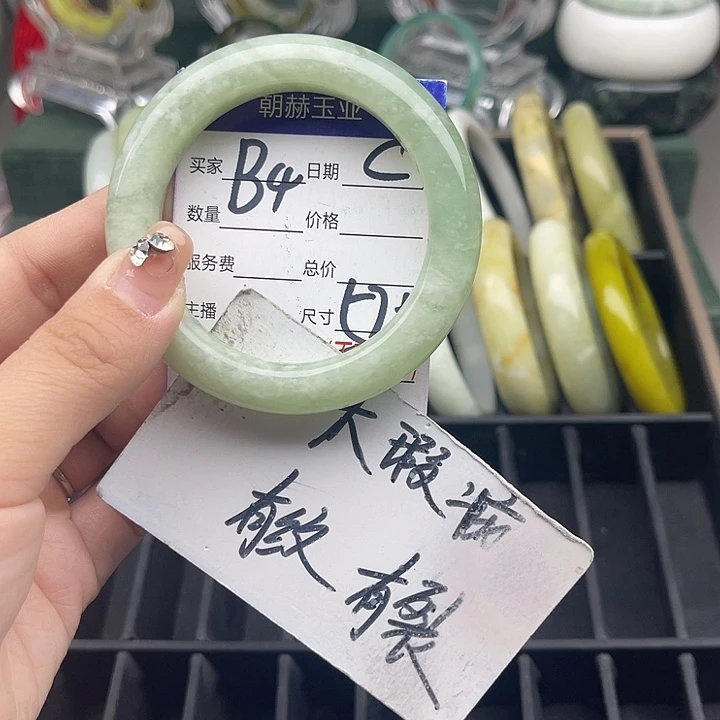 朝赫玉业
买家 B4 日期 C
数量 价格
服务费 总价
主播 尺寸 口
大瑕疵
有纹 有裂